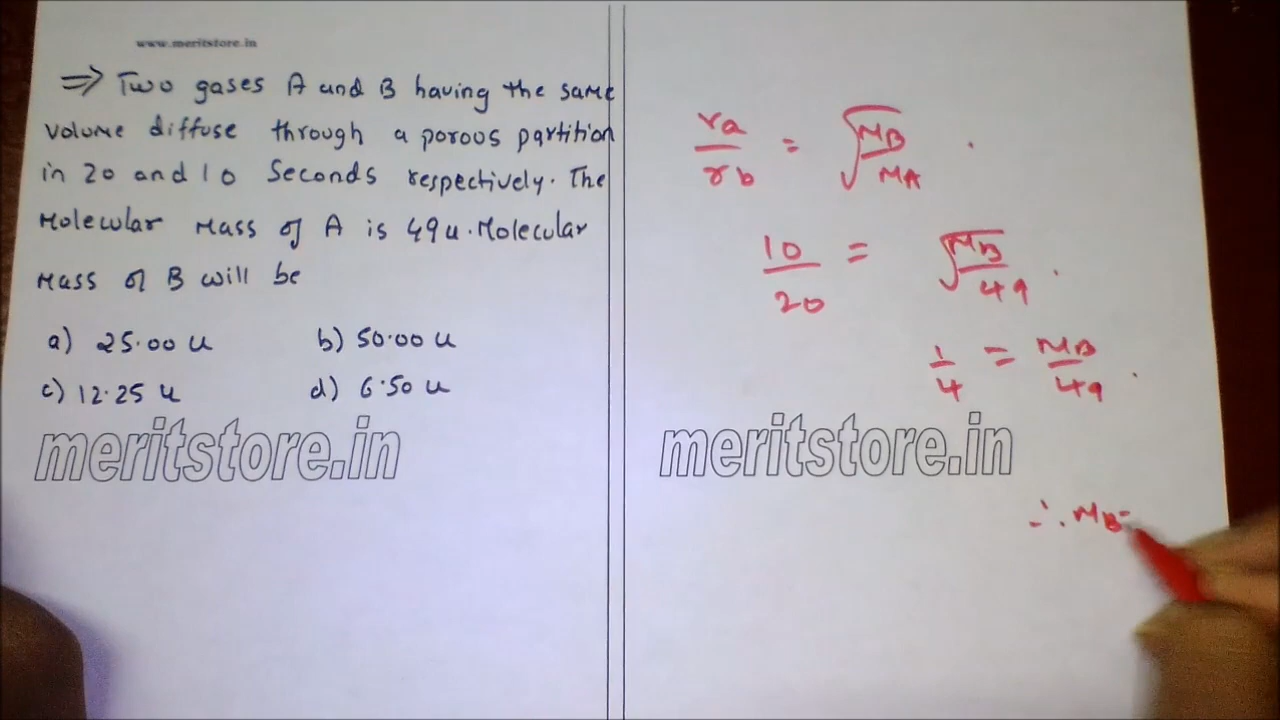 www.meritstore.in
⇒ Two gases A and B having the same
volume diffuse through a porous partition
in 20 and 10 Seconds respectively. The
Molecular Mass of A is 49u. Molecular
Mass of B will be
a) 25.00 u b) 50.00 u
c) 12.25 u d) 6.50 u
meritstore.in
ra/rb = √MB/MA .
10/20 = √MB/49 .
1/4 = MB/49 .
meritstore.in
∴ MB=